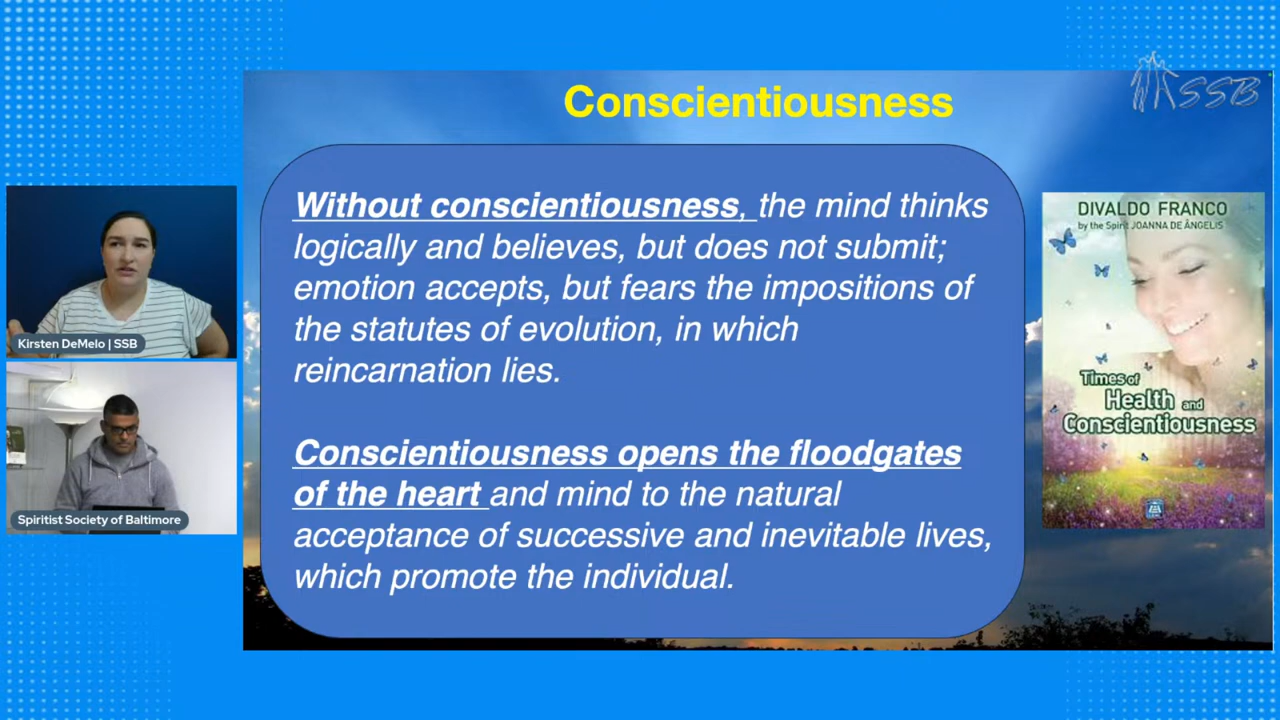 Conscientiousness
SSB
Without conscientiousness, the mind thinks
logically and believes, but does not submit;
emotion accepts, but fears the impositions of
the statutes of evolution, in which
reincarnation lies.
Conscientiousness opens the floodgates
of the heart and mind to the natural
acceptance of successive and inevitable lives,
which promote the individual.
DIVALDO FRANCO
by the Spirit JOANNA DE ÂNGELIS
Times of
Health and
Conscientiousness
Kirsten DeMelo | SSB
Spiritist Society of Baltimore